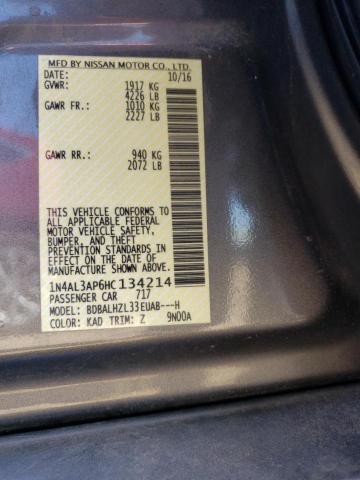 MFD BY NISSAN MOTOR CO., LTD.
DATE: 10/16
GVWR: 1917 KG
4226 LB
GAWR FR.: 1010 KG
2227 LB
GAWR RR.: 940 KG
2072 LB
THIS VEHICLE CONFORMS TO
ALL APPLICABLE FEDERAL
MOTOR VEHICLE SAFETY,
BUMPER, AND THEFT
PREVENTION STANDARDS IN
EFFECT ON THE DATE OF
MANUFACTURE SHOWN ABOVE.
1N4AL3AP6HC134214
PASSENGER CAR 717
MODEL: BDBALHZL33EUAB---H
COLOR: KAD TRIM: Z 9N00A